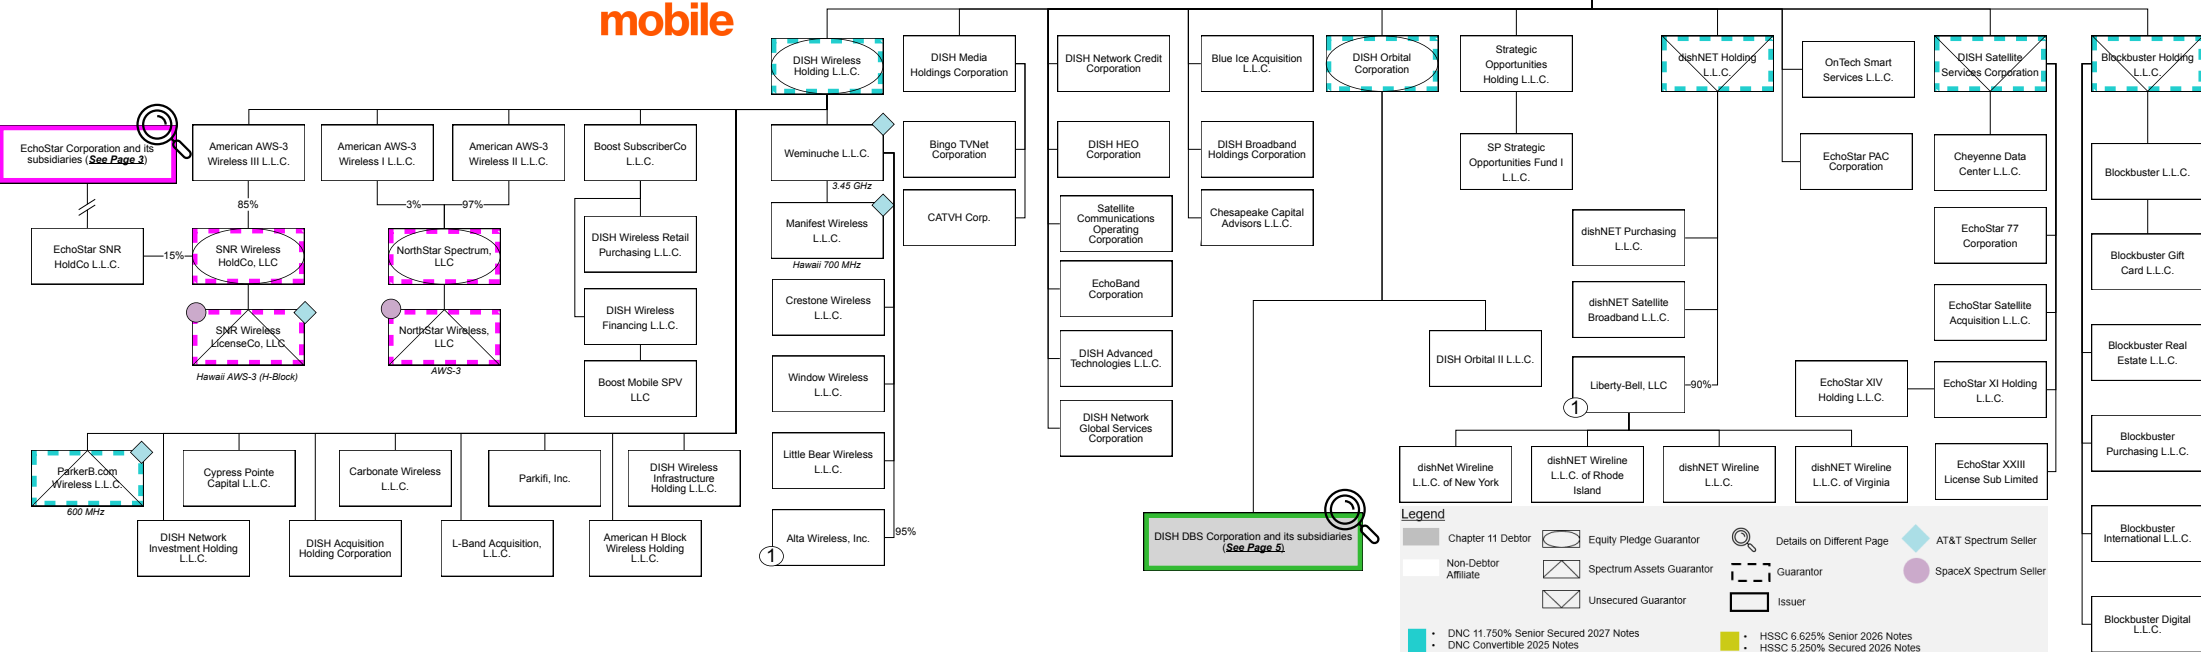 mobile
DISH Wireless
Holding L.L.C.
DISH Media
Holdings Corporation
DISH Network Credit
Corporation
Blue Ice Acquisition
L.L.C.
DISH Orbital
Corporation
Strategic
Opportunities
Holding L.L.C.
dishNET Holding
L.L.C.
OnTech Smart
Services L.L.C.
DISH Satellite
Services Corporation
Blockbuster Holding
L.L.C.
EchoStar Corporation and its
subsidiaries (See Page 3)
American AWS-3
Wireless III L.L.C.
American AWS-3
Wireless I L.L.C.
American AWS-3
Wireless II L.L.C.
Boost SubscriberCo
L.L.C.
Weminuche L.L.C.
3.45 GHz
Bingo TVNet
Corporation
DISH HEO
Corporation
DISH Broadband
Holdings Corporation
SP Strategic
Opportunities Fund I
L.L.C.
EchoStar PAC
Corporation
Cheyenne Data
Center L.L.C.
Blockbuster L.L.C.
85%
3%
97%
EchoStar SNR
HoldCo L.L.C.
15%
SNR Wireless
HoldCo, LLC
NorthStar Spectrum,
LLC
DISH Wireless Retail
Purchasing L.L.C.
Manifest Wireless
L.L.C.
Hawaii 700 MHz
CATVH Corp.
Satellite
Communications
Operating
Corporation
Chesapeake Capital
Advisors L.L.C.
dishNET Purchasing
L.L.C.
EchoStar 77
Corporation
Blockbuster Gift
Card L.L.C.
SNR Wireless
LicenseCo, LLC
Hawaii AWS-3 (H-Block)
NorthStar Wireless,
LLC
AWS-3
DISH Wireless
Financing L.L.C.
Crestone Wireless
L.L.C.
EchoBand
Corporation
dishNET Satellite
Broadband L.L.C.
EchoStar Satellite
Acquisition L.L.C.
Boost Mobile SPV
LLC
Window Wireless
L.L.C.
DISH Advanced
Technologies L.L.C.
DISH Orbital II L.L.C.
Liberty-Bell, LLC
90%
1
EchoStar XIV
Holding L.L.C.
EchoStar XI Holding
L.L.C.
Blockbuster Real
Estate L.L.C.
DISH Network
Global Services
Corporation
Little Bear Wireless
L.L.C.
ParkerB.com
Wireless L.L.C.
600 MHz
Cypress Pointe
Capital L.L.C.
Carbonate Wireless
L.L.C.
Parkifi, Inc.
DISH Wireless
Infrastructure
Holding L.L.C.
dishNet Wireline
L.L.C. of New York
dishNET Wireline
L.L.C. of Rhode
Island
dishNET Wireline
L.L.C.
dishNET Wireline
L.L.C. of Virginia
EchoStar XXIII
License Sub Limited
Blockbuster
Purchasing L.L.C.
DISH Network
Investment Holding
L.L.C.
DISH Acquisition
Holding Corporation
L-Band Acquisition,
L.L.C.
American H Block
Wireless Holding
L.L.C.
Alta Wireless, Inc.
95%
1
DISH DBS Corporation and its subsidiaries
(See Page 5)
Blockbuster
International L.L.C.
Blockbuster Digital
L.L.C.
Legend
Chapter 11 Debtor
Equity Pledge Guarantor
Details on Different Page
AT&T Spectrum Seller
Non-Debtor
Affiliate
Spectrum Assets Guarantor
Guarantor
SpaceX Spectrum Seller
Unsecured Guarantor
Issuer
• DNC 11.750% Senior Secured 2027 Notes
• DNC Convertible 2025 Notes
• HSSC 6.625% Senior 2026 Notes
• HSSC 5.250% Secured 2026 Notes